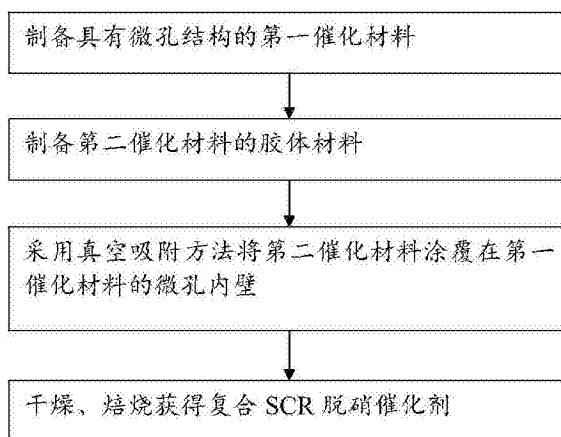 制备具有微孔结构的第一催化材料
制备第二催化材料的胶体材料
采用真空吸附方法将第二催化材料涂覆在第一
催化材料的微孔内壁
干燥、焙烧获得复合 SCR 脱硝催化剂